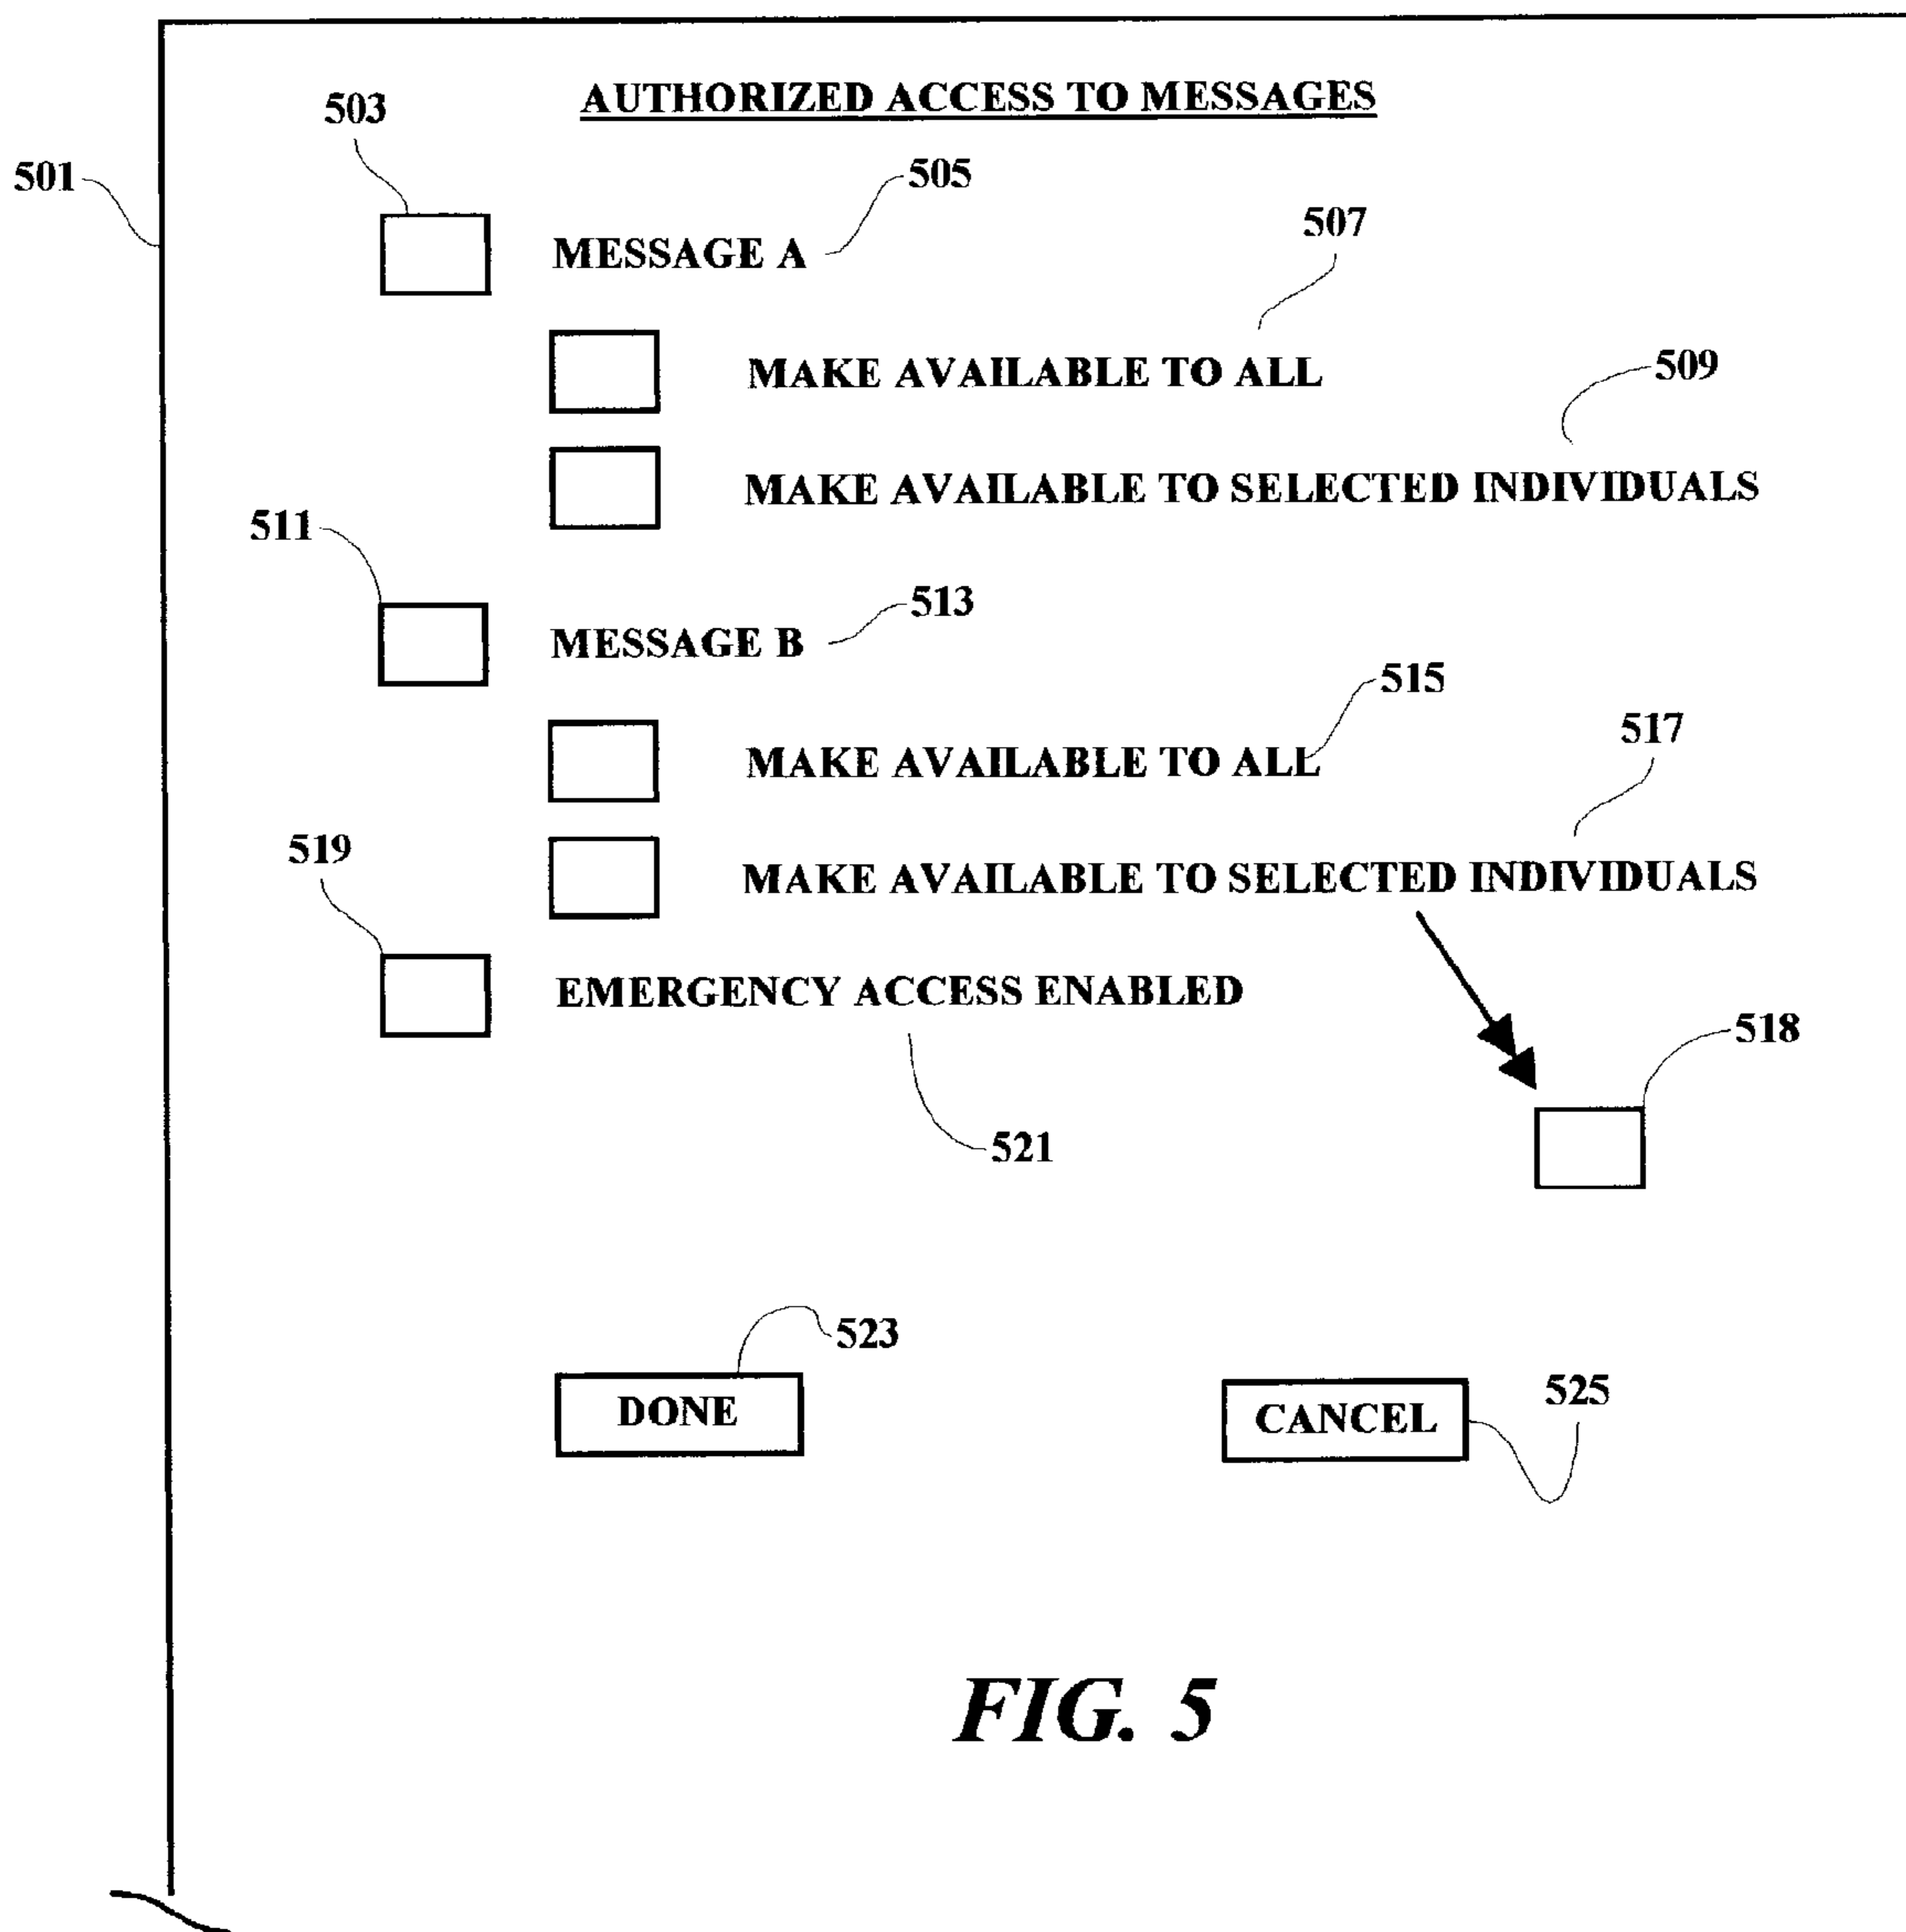 AUTHORIZED ACCESS TO MESSAGES
503
501
505
MESSAGE A
507
MAKE AVAILABLE TO ALL
509
MAKE AVAILABLE TO SELECTED INDIVIDUALS
511
513
MESSAGE B
515
517
MAKE AVAILABLE TO ALL
519
MAKE AVAILABLE TO SELECTED INDIVIDUALS
EMERGENCY ACCESS ENABLED
518
521
523
DONE
525
CANCEL
FIG. 5